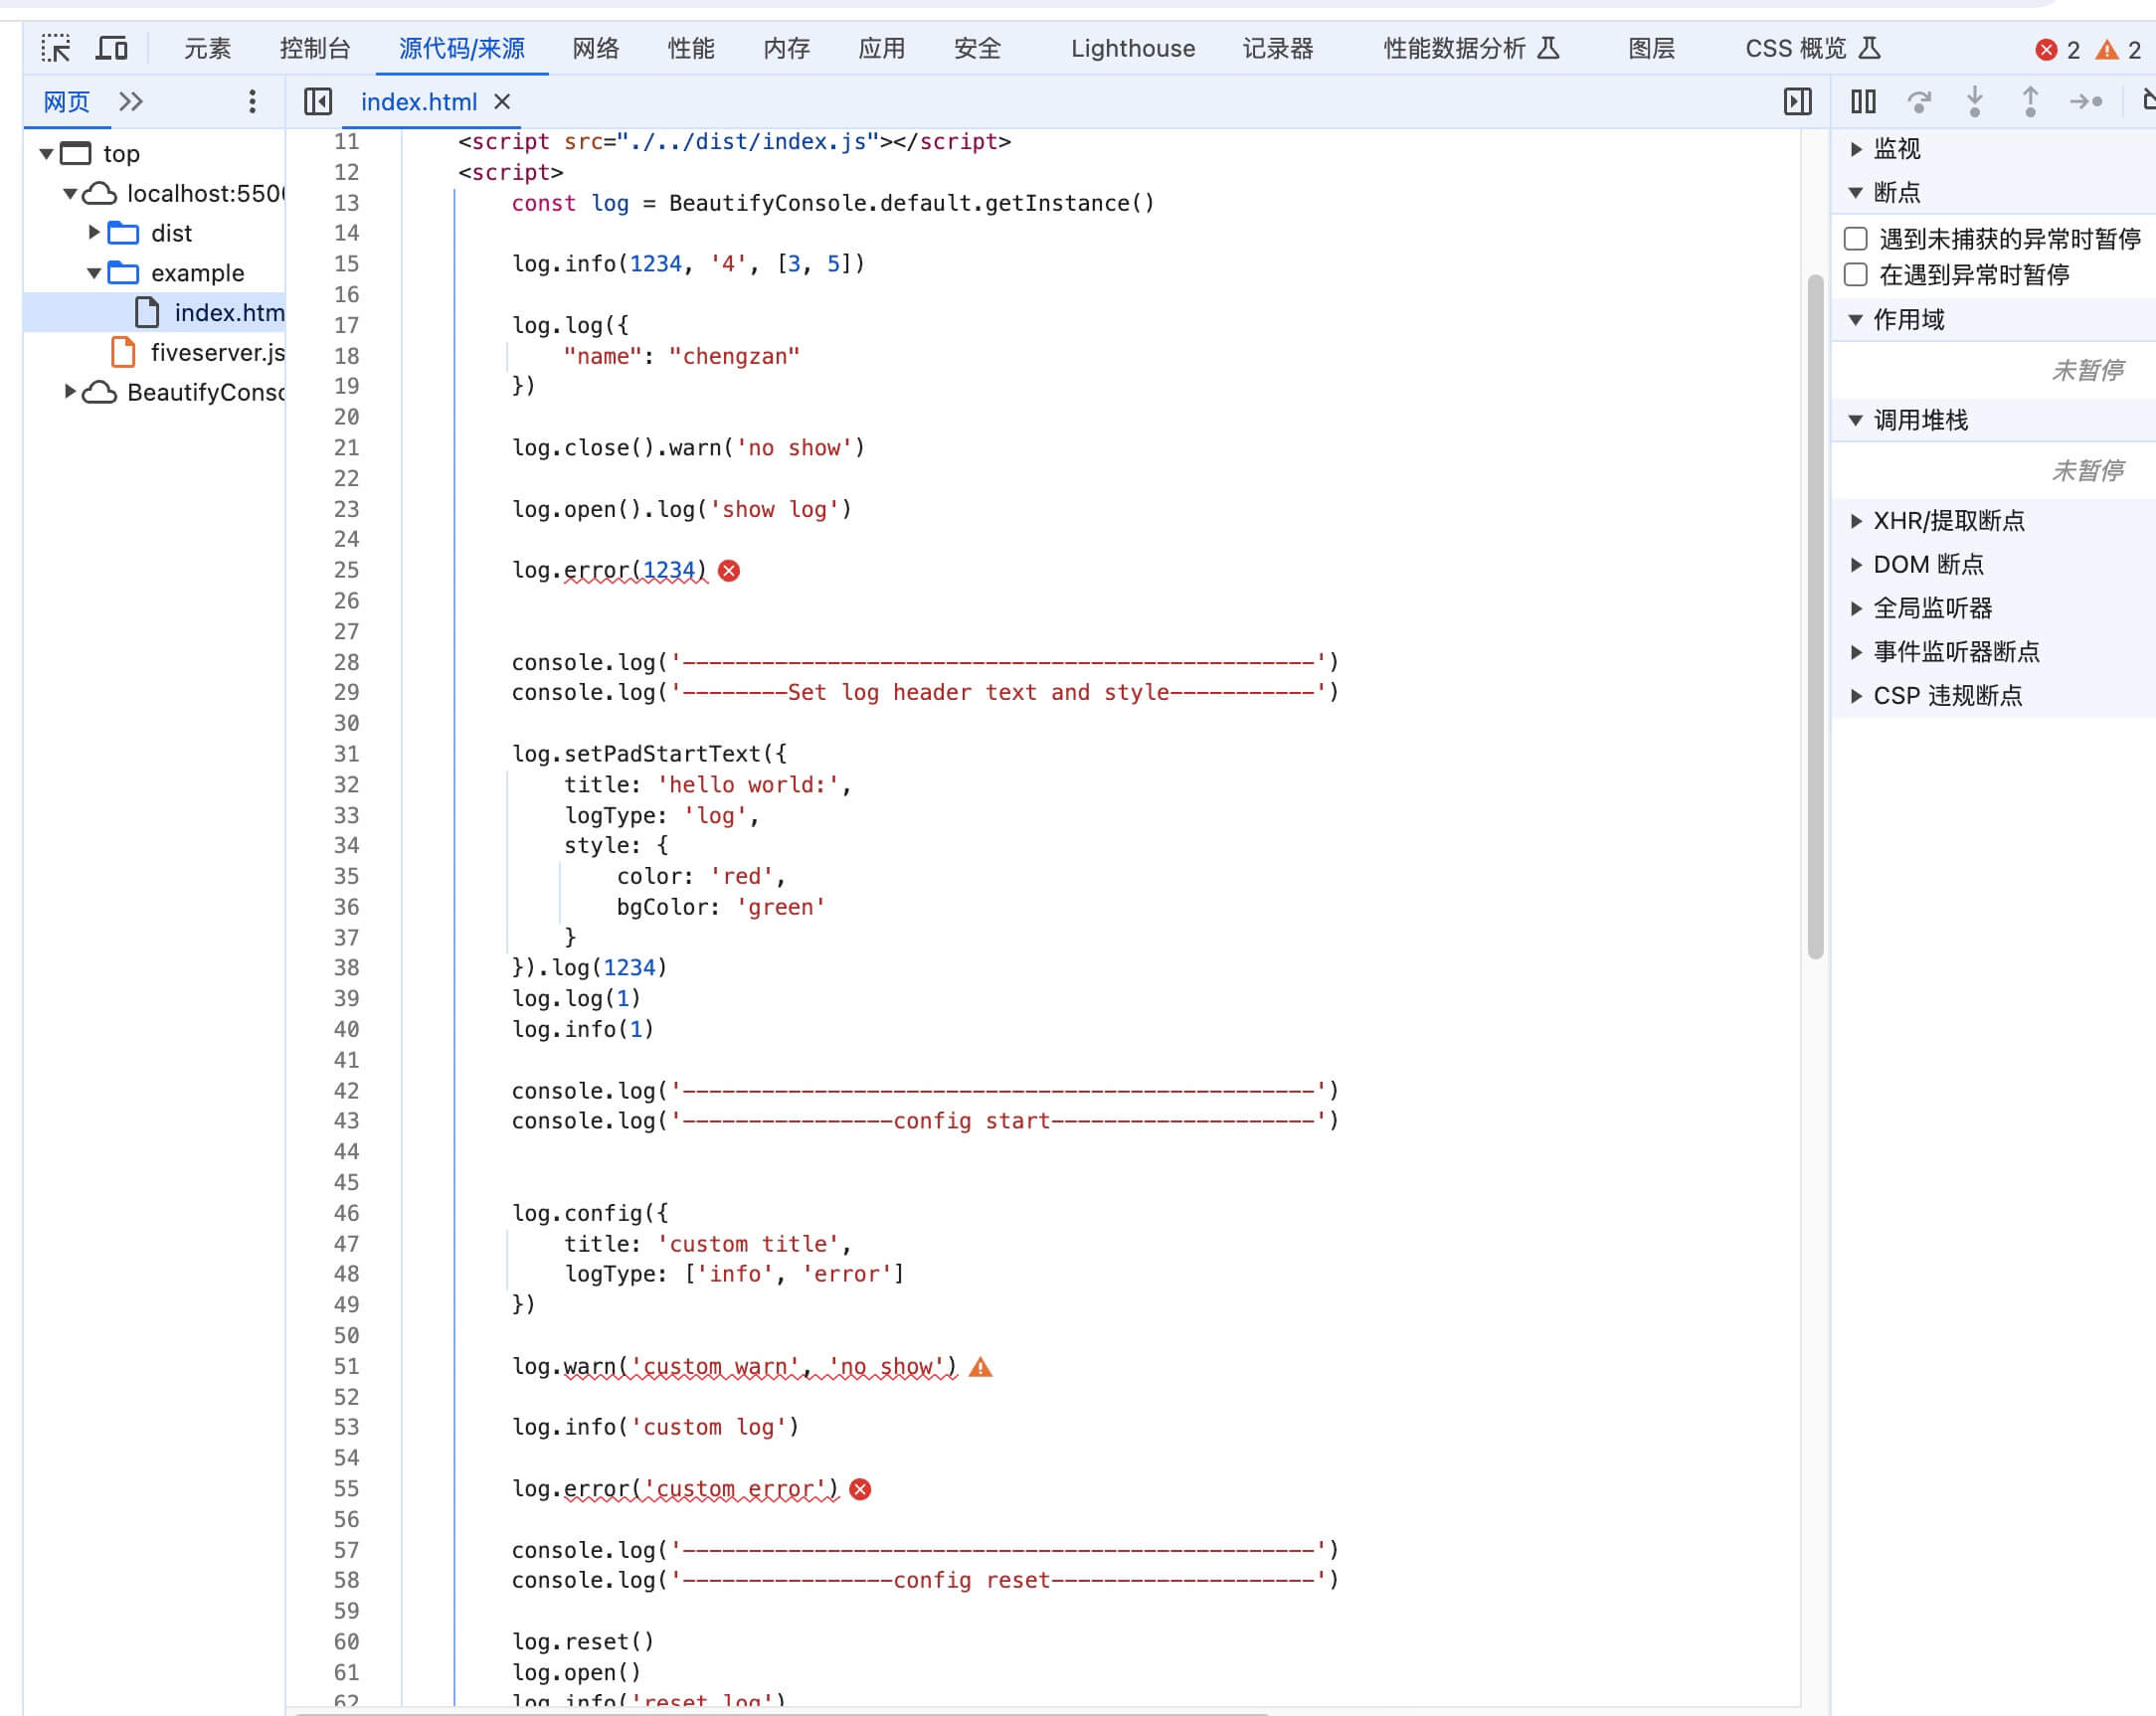 元素 控制台 源代码/来源 网络 性能 内存 应用 安全 Lighthouse 记录器 性能数据分析 图层 CSS 概览 2 2
网页 index.html
top
localhost:550
dist
example
index.htm
fiveserver.js
BeautifyConso
11 <script src="./../dist/index.js"></script>
12 <script>
13 const log = BeautifyConsole.default.getInstance()
14
15 log.info(1234, '4', [3, 5])
16
17 log.log({
18 "name": "chengzan"
19 })
20
21 log.close().warn('no show')
22
23 log.open().log('show log')
24
25 log.error(1234)
26
27
28 console.log('------------------------------------------------')
29 console.log('--------Set log header text and style-----------')
30
31 log.setPadStartText({
32 title: 'hello world:',
33 logType: 'log',
34 style: {
35 color: 'red',
36 bgColor: 'green'
37 }
38 }).log(1234)
39 log.log(1)
40 log.info(1)
41
42 console.log('------------------------------------------------')
43 console.log('----------------config start--------------------')
44
45
46 log.config({
47 title: 'custom title',
48 logType: ['info', 'error']
49 })
50
51 log.warn('custom warn', 'no show')
52
53 log.info('custom log')
54
55 log.error('custom error')
56
57 console.log('------------------------------------------------')
58 console.log('----------------config reset--------------------')
59
60 log.reset()
61 log.open()
62 log.info('reset log')
监视
断点
遇到未捕获的异常时暂停
在遇到异常时暂停
作用域
未暂停
调用堆栈
未暂停
XHR/提取断点
DOM 断点
全局监听器
事件监听器断点
CSP 违规断点